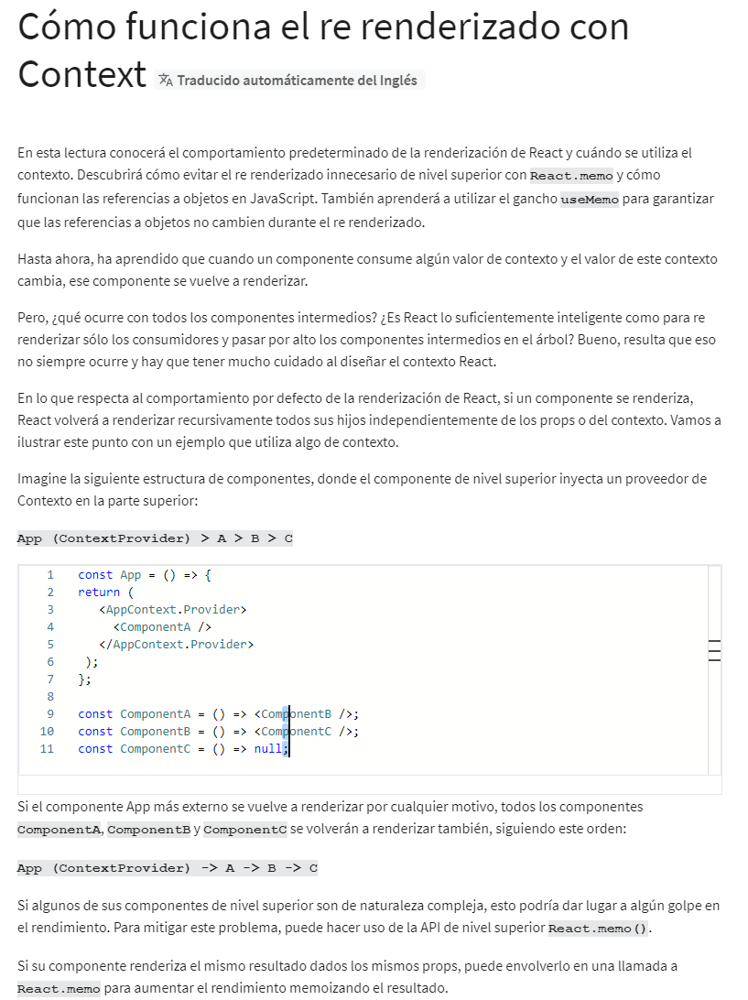 Cómo funciona el re renderizado con
Context Traducido automáticamente del Inglés
En esta lectura conocerá el comportamiento predeterminado de la renderización de React y cuándo se utiliza el
contexto. Descubrirá cómo evitar el re renderizado innecesario de nivel superior con React.memo y cómo
funcionan las referencias a objetos en JavaScript. También aprenderá a utilizar el gancho useMemo para garantizar
que las referencias a objetos no cambien durante el re renderizado.
Hasta ahora, ha aprendido que cuando un componente consume algún valor de contexto y el valor de este contexto
cambia, ese componente se vuelve a renderizar.
Pero, ¿qué ocurre con todos los componentes intermedios? ¿Es React lo suficientemente inteligente como para re
renderizar sólo los consumidores y pasar por alto los componentes intermedios en el árbol? Bueno, resulta que eso
no siempre ocurre y hay que tener mucho cuidado al diseñar el contexto React.
En lo que respecta al comportamiento por defecto de la renderización de React, si un componente se renderiza,
React volverá a renderizar recursivamente todos sus hijos independientemente de los props o del contexto. Vamos a
ilustrar este punto con un ejemplo que utiliza algo de contexto.
Imagine la siguiente estructura de componentes, donde el componente de nivel superior inyecta un proveedor de
Contexto en la parte superior:
App (ContextProvider) > A > B > C
1 const App = () => {
2 return (
3 <AppContext.Provider>
4 <ComponentA />
5 </AppContext.Provider>
6 );
7 };
8
9 const ComponentA = () => <ComponentB />;
10 const ComponentB = () => <ComponentC />;
11 const ComponentC = () => null;
Si el componente App más externo se vuelve a renderizar por cualquier motivo, todos los componentes
ComponentA, ComponentB y ComponentC se volverán a renderizar también, siguiendo este orden:
App (ContextProvider) -> A -> B -> C
Si algunos de sus componentes de nivel superior son de naturaleza compleja, esto podría dar lugar a algún golpe en
el rendimiento. Para mitigar este problema, puede hacer uso de la API de nivel superior React.memo().
Si su componente renderiza el mismo resultado dados los mismos props, puede envolverlo en una llamada a
React.memo para aumentar el rendimiento memoizando el resultado.